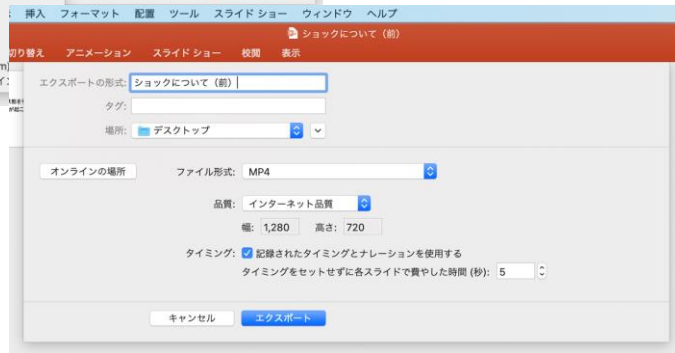 挿入 フォーマット 配置 ツール スライド ショー ウィンドウ ヘルプ
ショックについて（前）
切り替え アニメーション スライド ショー 校閲 表示
エクスポートの形式: ショックについて（前）
タグ:
場所: デスクトップ
オンラインの場所 ファイル形式: MP4
品質: インターネット品質
幅: 1,280 高さ: 720
タイミング: 記録されたタイミングとナレーションを使用する
タイミングをセットせずに各スライドで費やした時間 (秒): 5
キャンセル エクスポート